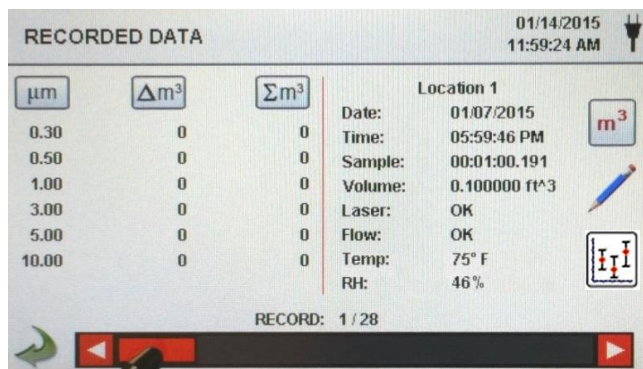 RECORDED DATA
01/14/2015
11:59:24 AM
µm Δm³ Σm³
0.30 0 0
0.50 0 0
1.00 0 0
3.00 0 0
5.00 0 0
10.00 0 0
Location 1
Date: 01/07/2015
Time: 05:59:46 PM
Sample: 00:01:00.191
Volume: 0.100000 ft^3
Laser: OK
Flow: OK
Temp: 75° F
RH: 46%
m³
RECORD: 1 / 28